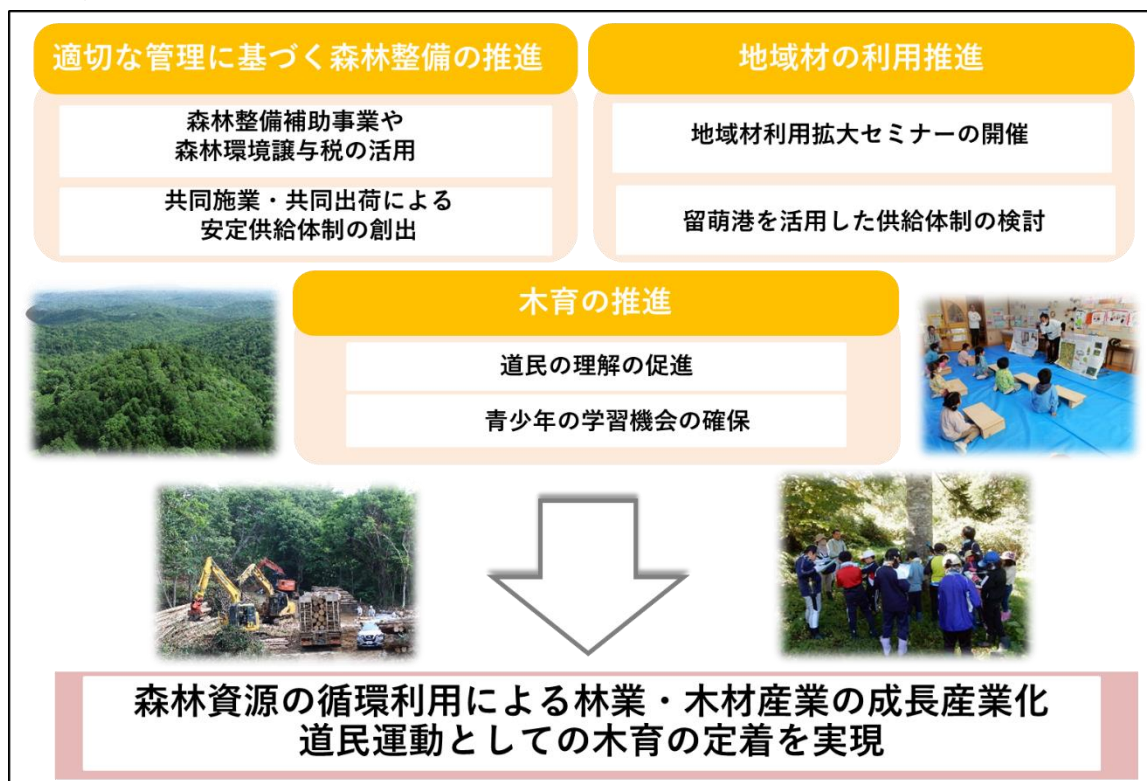 適切な管理に基づく森林整備の推進
森林整備補助事業や
森林環境譲与税の活用
共同施業・共同出荷による
安定供給体制の創出
地域材の利用推進
地域材利用拡大セミナーの開催
留萌港を活用した供給体制の検討
木育の推進
道民の理解の促進
青少年の学習機会の確保
森林資源の循環利用による林業・木材産業の成長産業化
道民運動としての木育の定着を実現